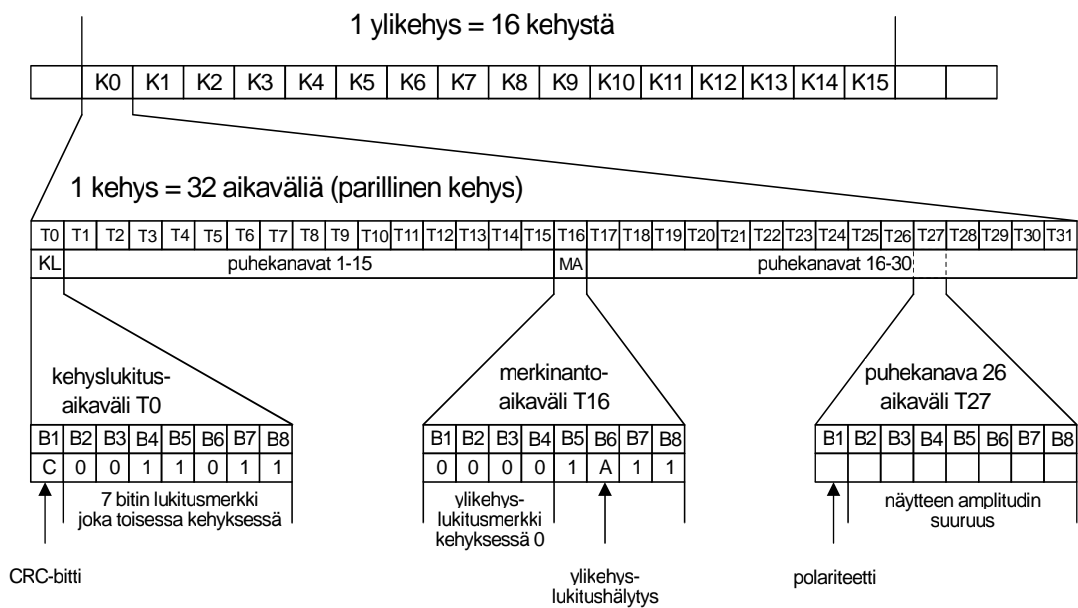 1 ylikehys = 16 kehystä
K0 K1 K2 K3 K4 K5 K6 K7 K8 K9 K10 K11 K12 K13 K14 K15
1 kehys = 32 aikaväliä (parillinen kehys)
T0 T1 T2 T3 T4 T5 T6 T7 T8 T9 T10 T11 T12 T13 T14 T15 T16 T17 T18 T19 T20 T21 T22 T23 T24 T25 T26 T27 T28 T29 T30 T31
KL puhekanavat 1-15 MA puhekanavat 16-30
kehyslukitus-
aikaväli T0
B1 B2 B3 B4 B5 B6 B7 B8
C 0 0 1 1 0 1 1
7 bitin lukitusmerkki
joka toisessa kehyksessä
CRC-bitti
merkinanto-
aikaväli T16
B1 B2 B3 B4 B5 B6 B7 B8
0 0 0 0 1 A 1 1
ylikehys-
lukitusmerkki
kehyksessä 0
ylikehys-
lukitushälytys
puhekanava 26
aikaväli T27
B1 B2 B3 B4 B5 B6 B7 B8
näytteen amplitudin
suuruus
polariteetti